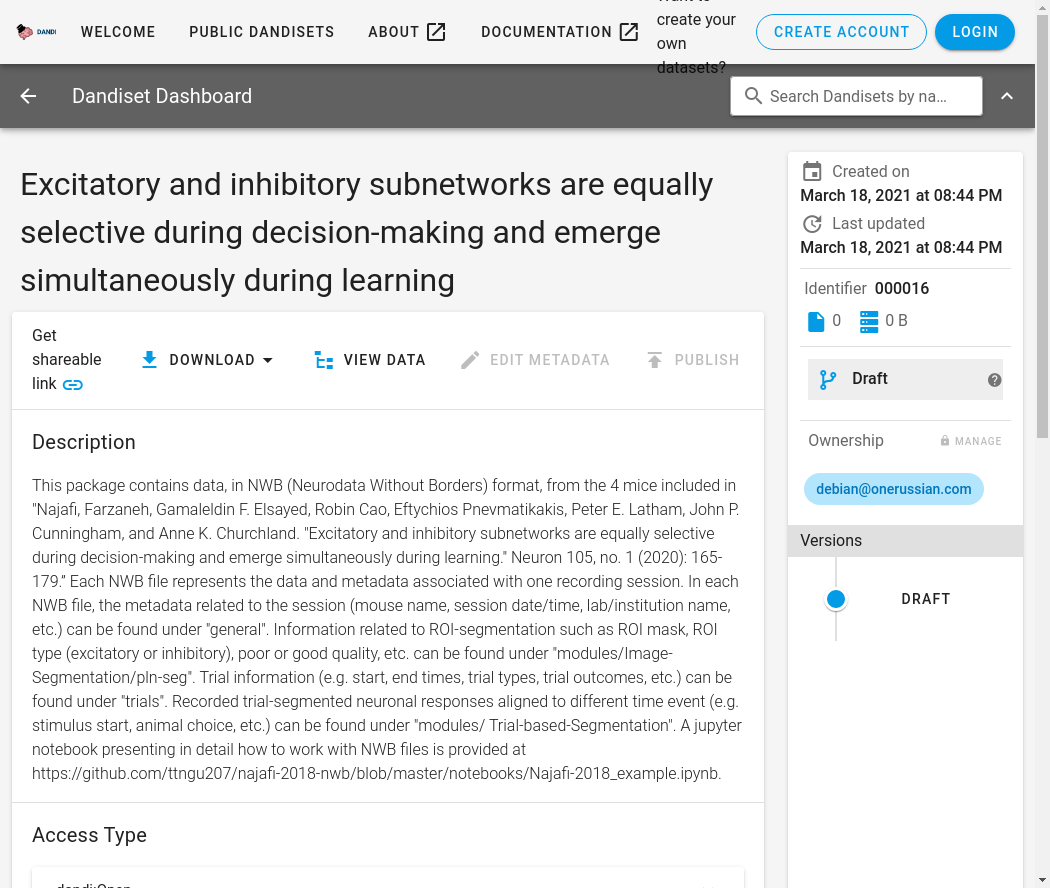 DANDI
WELCOME
PUBLIC DANDISETS
ABOUT
DOCUMENTATION
Want to
create your
own
datasets?
CREATE ACCOUNT
LOGIN
Dandiset Dashboard
Search Dandisets by na…
Excitatory and inhibitory subnetworks are equally
selective during decision-making and emerge
simultaneously during learning
Get
shareable
link
DOWNLOAD
VIEW DATA
EDIT METADATA
PUBLISH
Description
This package contains data, in NWB (Neurodata Without Borders) format, from the 4 mice included in
"Najafi, Farzaneh, Gamaleldin F. Elsayed, Robin Cao, Eftychios Pnevmatikakis, Peter E. Latham, John P.
Cunningham, and Anne K. Churchland. "Excitatory and inhibitory subnetworks are equally selective
during decision-making and emerge simultaneously during learning." Neuron 105, no. 1 (2020): 165-
179.” Each NWB file represents the data and metadata associated with one recording session. In each
NWB file, the metadata related to the session (mouse name, session date/time, lab/institution name,
etc.) can be found under "general". Information related to ROI-segmentation such as ROI mask, ROI
type (excitatory or inhibitory), poor or good quality, etc. can be found under "modules/Image-
Segmentation/pln-seg". Trial information (e.g. start, end times, trial types, trial outcomes, etc.) can be
found under "trials". Recorded trial-segmented neuronal responses aligned to different time event (e.g.
stimulus start, animal choice, etc.) can be found under "modules/ Trial-based-Segmentation". A jupyter
notebook presenting in detail how to work with NWB files is provided at
https://github.com/ttngu207/najafi-2018-nwb/blob/master/notebooks/Najafi-2018_example.ipynb.
Access Type
dandi:Open
Created on
March 18, 2021 at 08:44 PM
Last updated
March 18, 2021 at 08:44 PM
Identifier 000016
0
0 B
Draft
Ownership
MANAGE
debian@onerussian.com
Versions
DRAFT